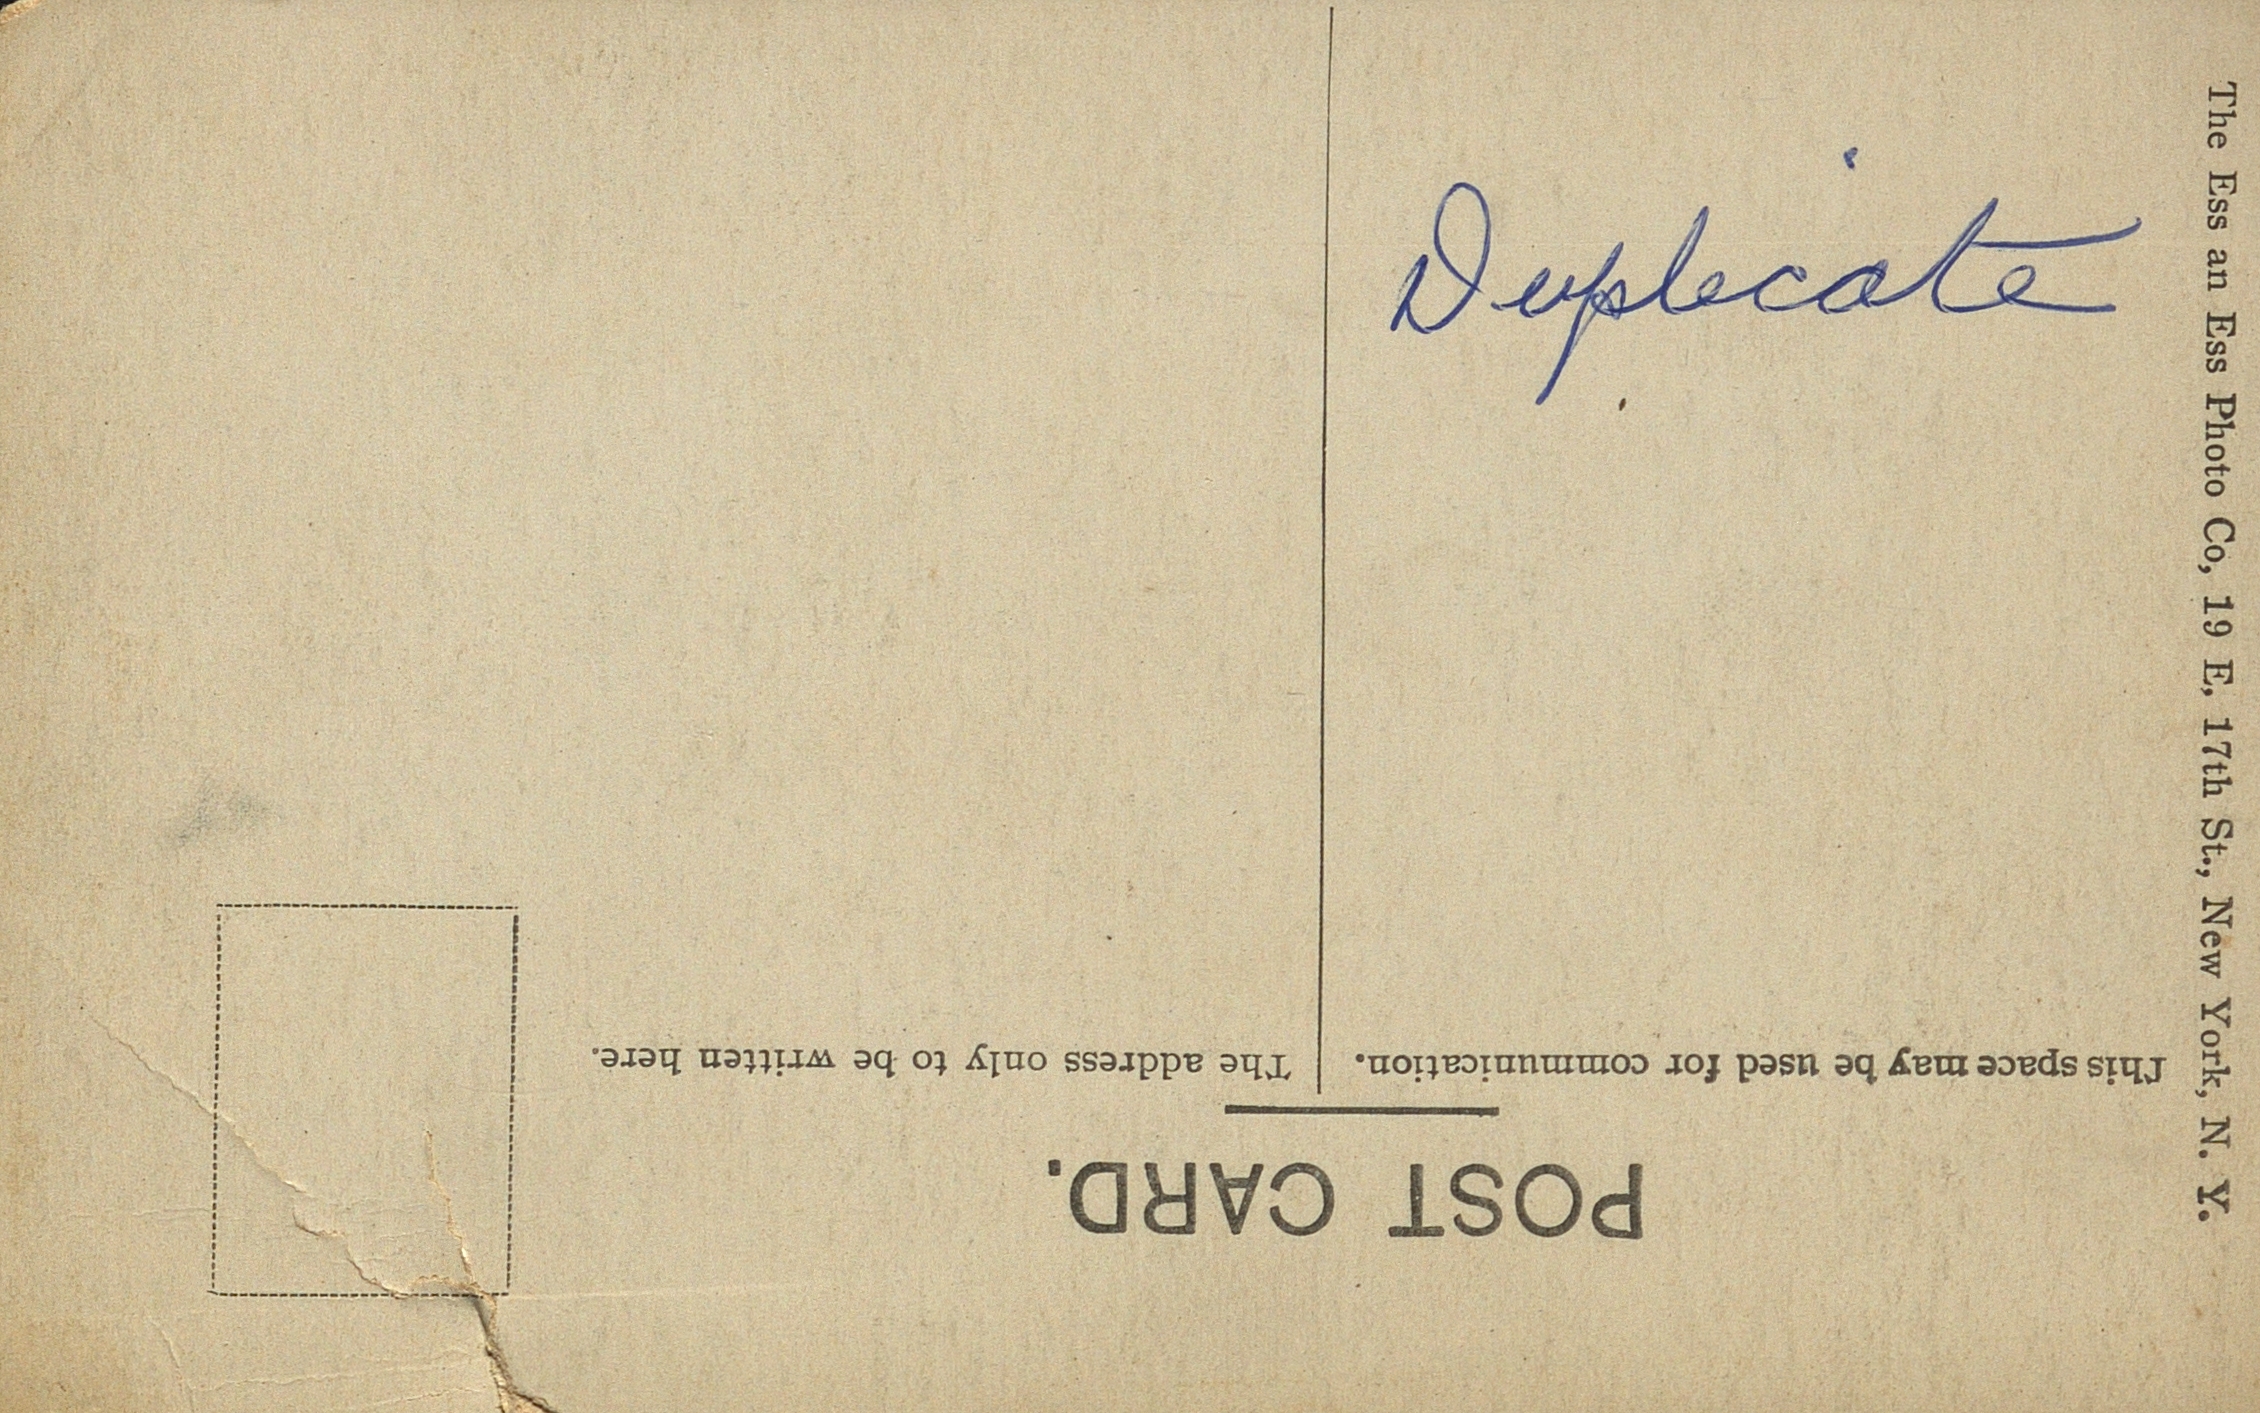 Duplicate
The Ess an Ess Photo Co, 19 E, 17th St., New York, N. Y.
POST CARD.
This space may be used for communication.
The address only to be written here.